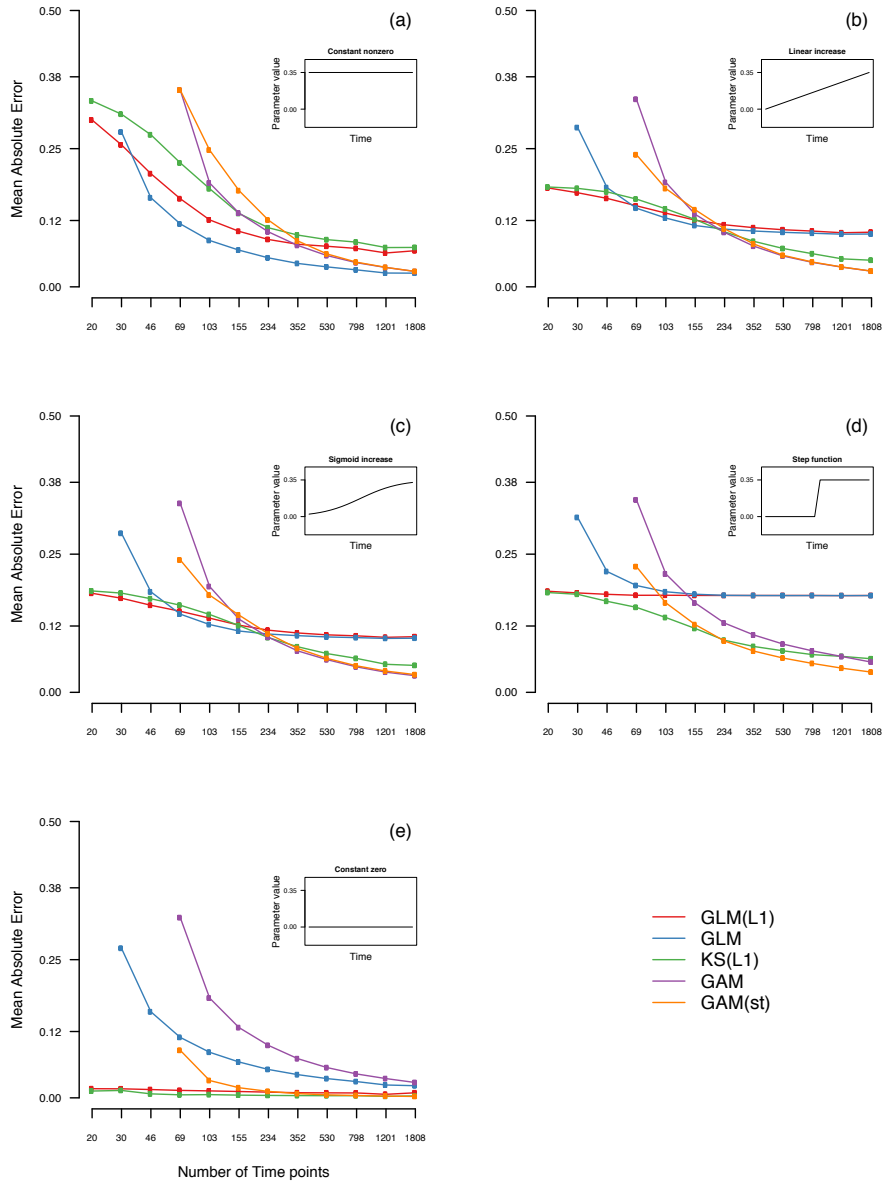 (a)
Mean Absolute Error
0.50
0.38
0.25
0.12
0.00
Constant nonzero
Parameter value
0.35
0.00
Time
20 30 46 69 103 155 234 352 530 798 1201 1808
(b)
0.50
0.38
0.25
0.12
0.00
Linear increase
Parameter value
0.35
0.00
Time
20 30 46 69 103 155 234 352 530 798 1201 1808
(c)
Mean Absolute Error
0.50
0.38
0.25
0.12
0.00
Sigmoid increase
Parameter value
0.35
0.00
Time
20 30 46 69 103 155 234 352 530 798 1201 1808
(d)
0.50
0.38
0.25
0.12
0.00
Step function
Parameter value
0.35
0.00
Time
20 30 46 69 103 155 234 352 530 798 1201 1808
(e)
Mean Absolute Error
0.50
0.38
0.25
0.12
0.00
Constant zero
Parameter value
0.35
0.00
Time
20 30 46 69 103 155 234 352 530 798 1201 1808
Number of Time points
GLM(L1)
GLM
KS(L1)
GAM
GAM(st)